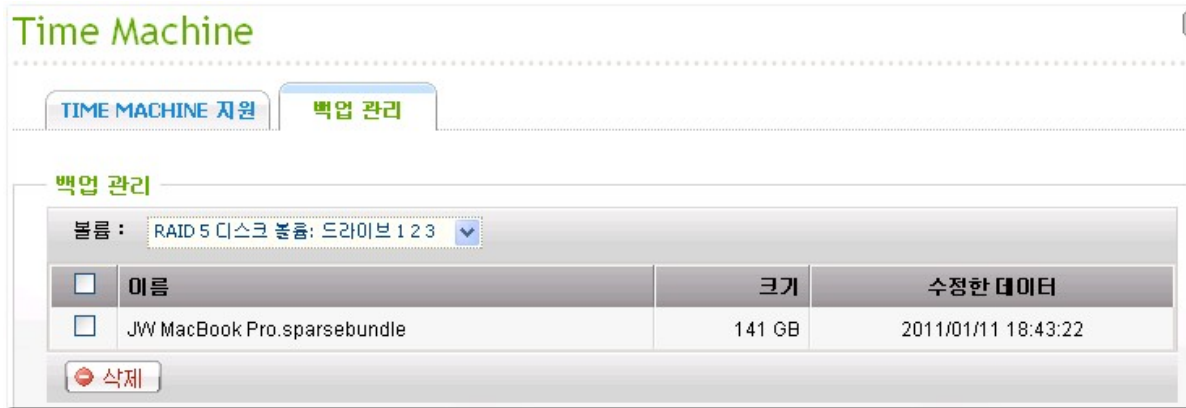 Time Machine
TIME MACHINE 지원 백업 관리
백업 관리
볼륨 : RAID 5 디스크 볼륨: 드라이브 1 2 3
이름 크기 수정한 데이터
JW MacBook Pro.sparsebundle 141 GB 2011/01/11 18:43:22
삭제